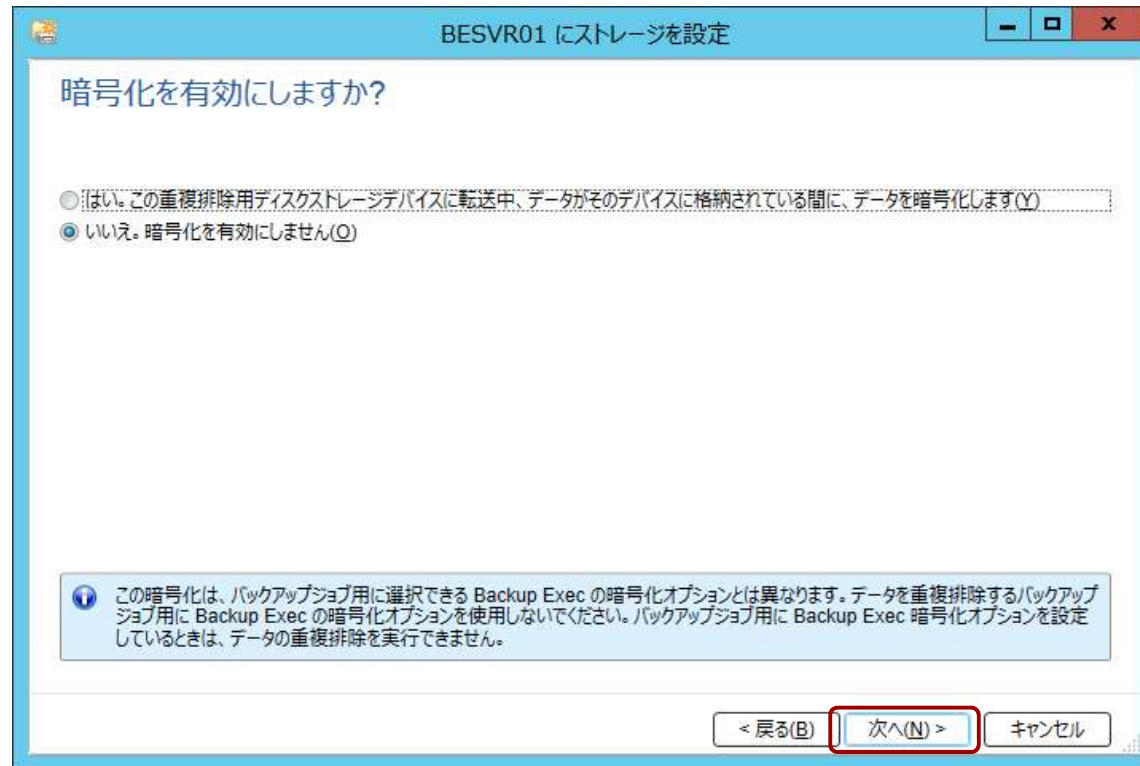 BESVR01 にストレージを設定
暗号化を有効にしますか?
はい。この重複排除用ディスクストレージデバイスに転送中、データがそのデバイスに格納されている間に、データを暗号化します(Y)
いいえ。暗号化を有効にしません(O)
この暗号化は、バックアップジョブ用に選択できる Backup Exec の暗号化オプションとは異なります。データを重複排除するバックアップ
ジョブ用に Backup Exec の暗号化オプションを使用しないでください。バックアップジョブ用に Backup Exec 暗号化オプションを設定
しているときは、データの重複排除を実行できません。
< 戻る(B)
次へ(N) >
キャンセル